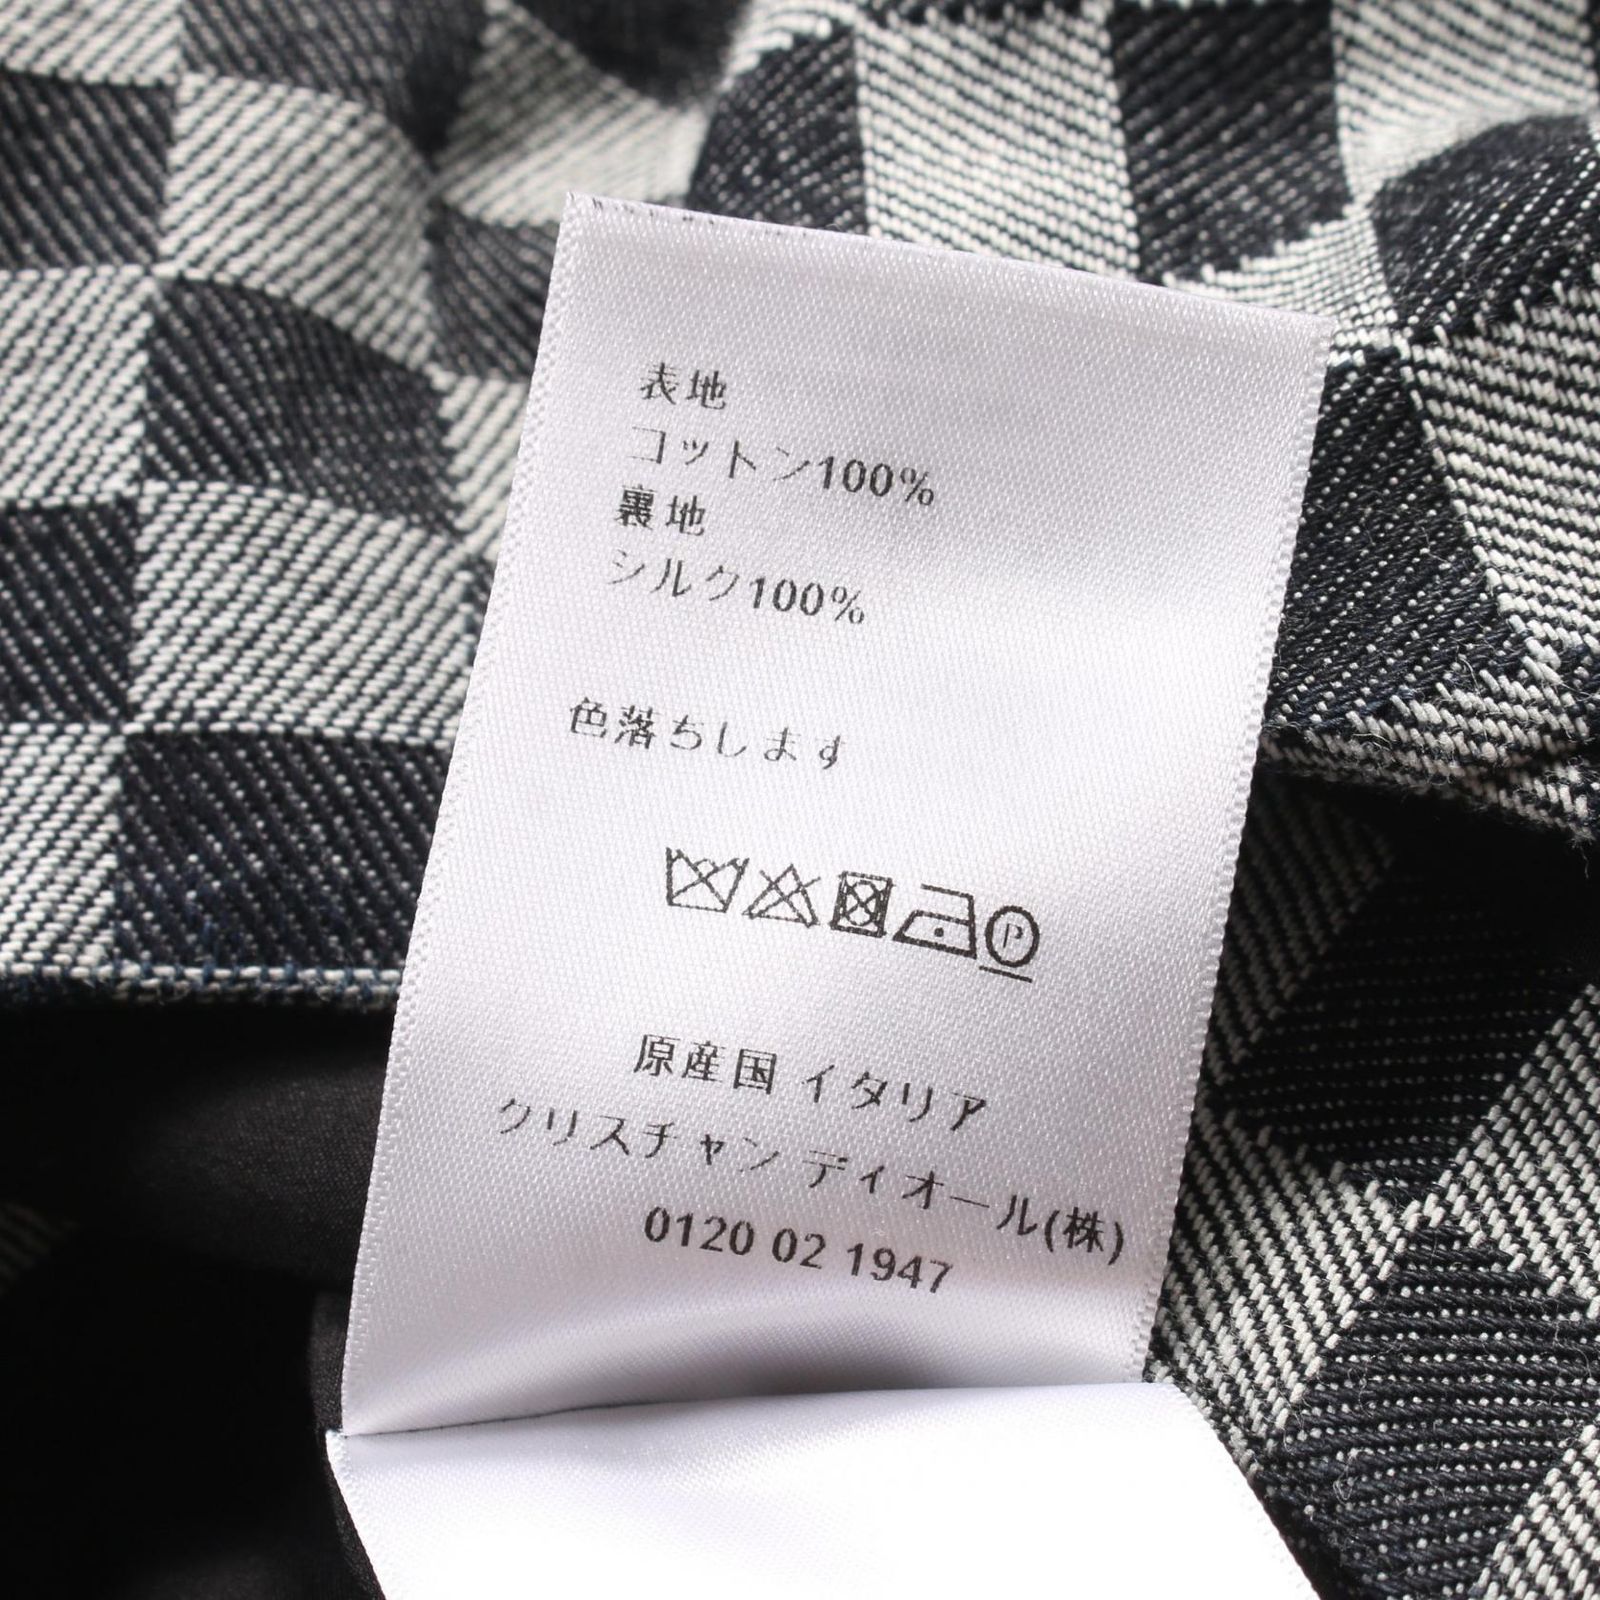 表地
コットン100%
裏地
シルク100%
色落ちします
P
原産国 イタリア
クリスチャン ディオール(株)
0120 02 1947